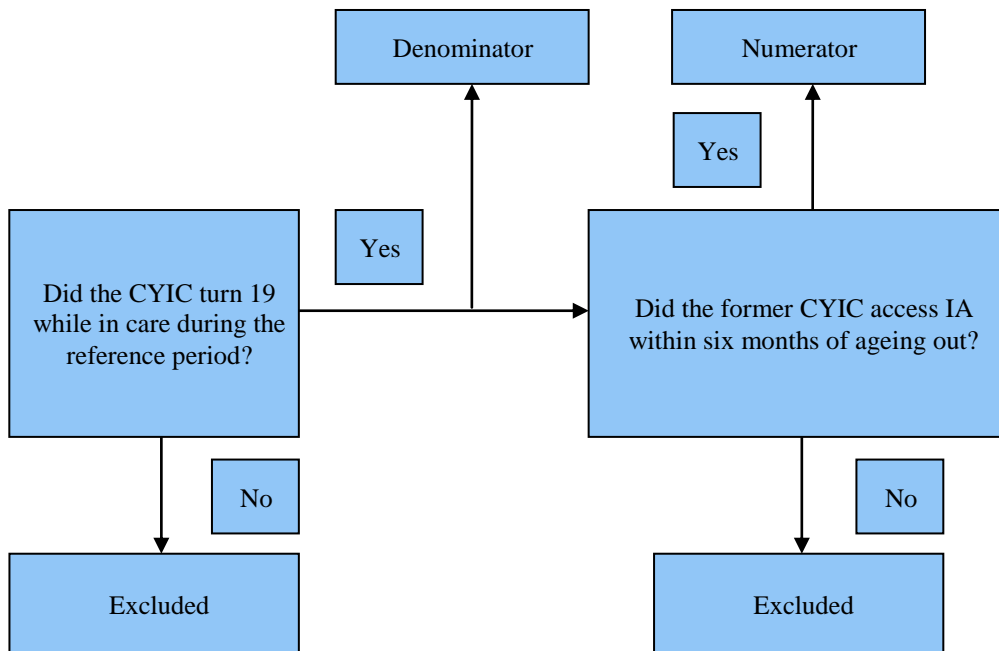 Denominator
Numerator
Yes
Yes
Did the CYIC turn 19
while in care during the
reference period?
Did the former CYIC access IA
within six months of ageing out?
No
No
Excluded
Excluded